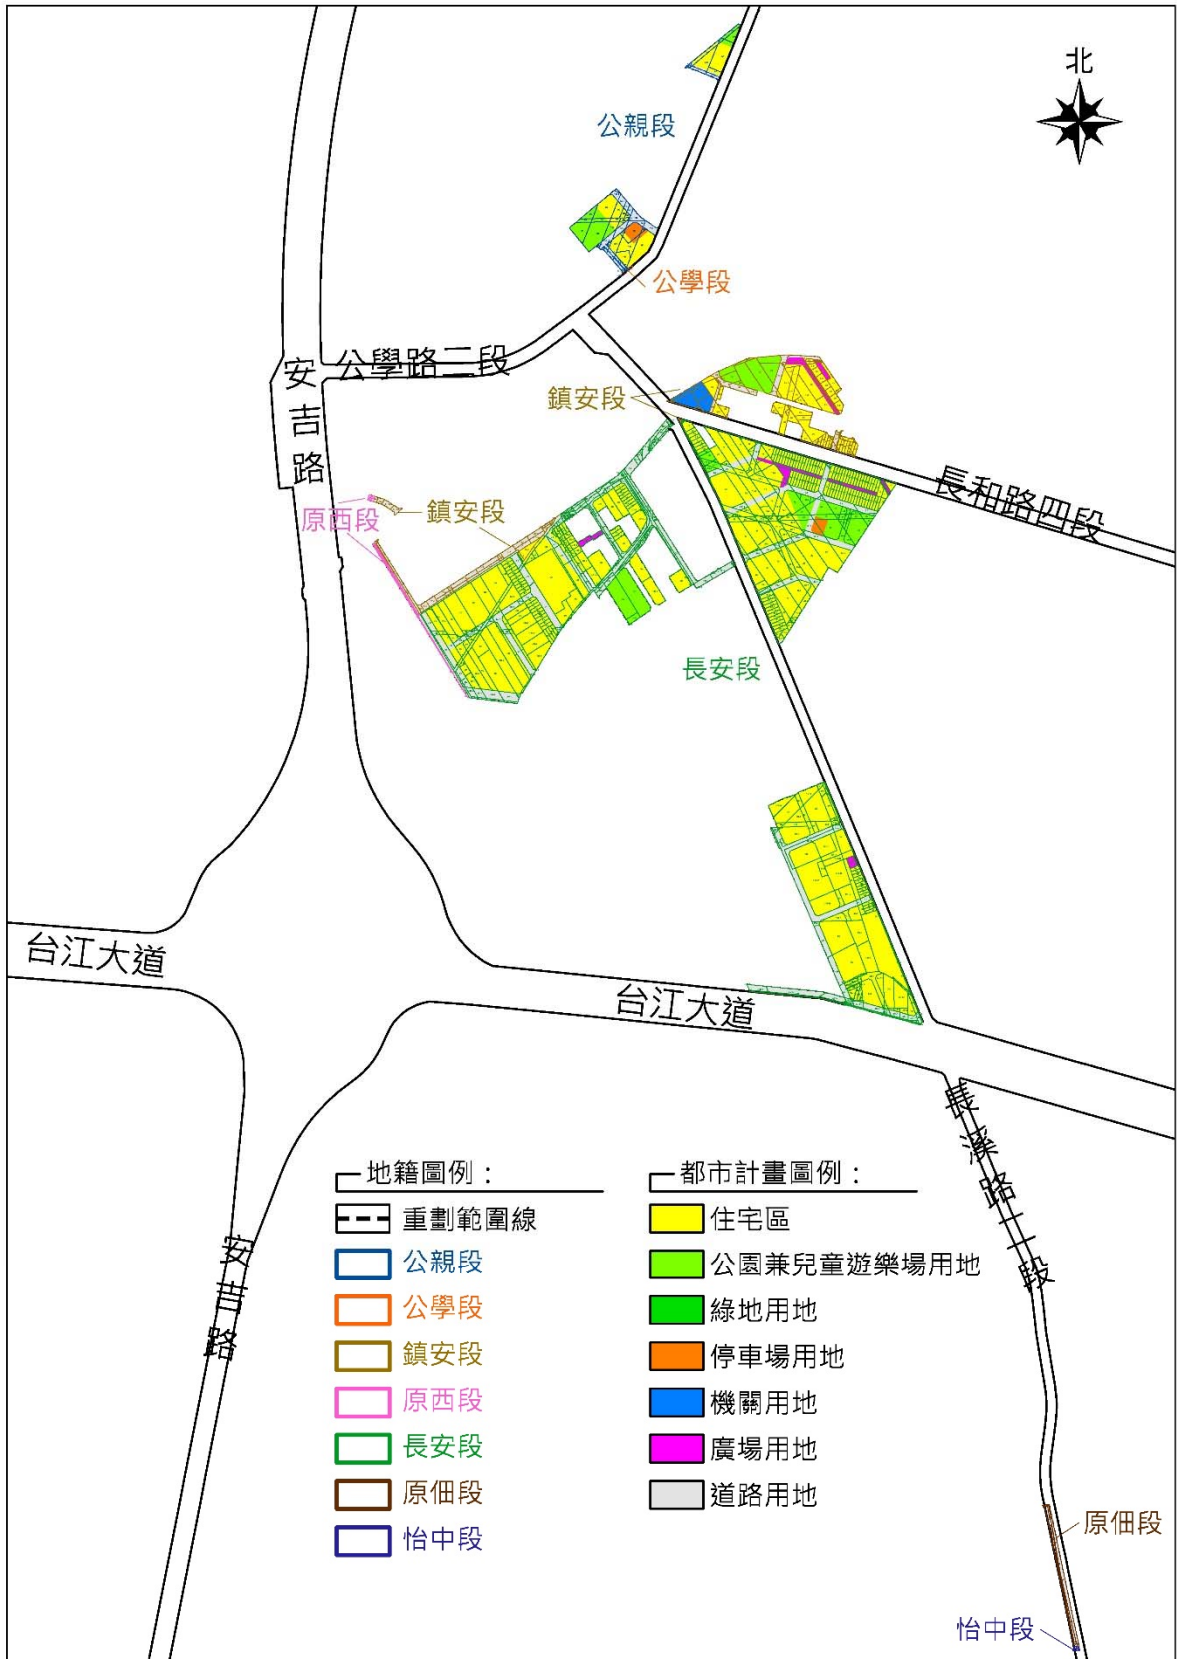 北
公親段
公學段
公學路二段
安吉路
鎮安段
長和路四段
鎮安段
原西段
長安段
台江大道
台江大道
長溪路二段
安吉路
地籍圖例：
重劃範圍線
公親段
公學段
鎮安段
原西段
長安段
原佃段
怡中段
都市計畫圖例：
住宅區
公園兼兒童遊樂場用地
綠地用地
停車場用地
機關用地
廣場用地
道路用地
原佃段
怡中段